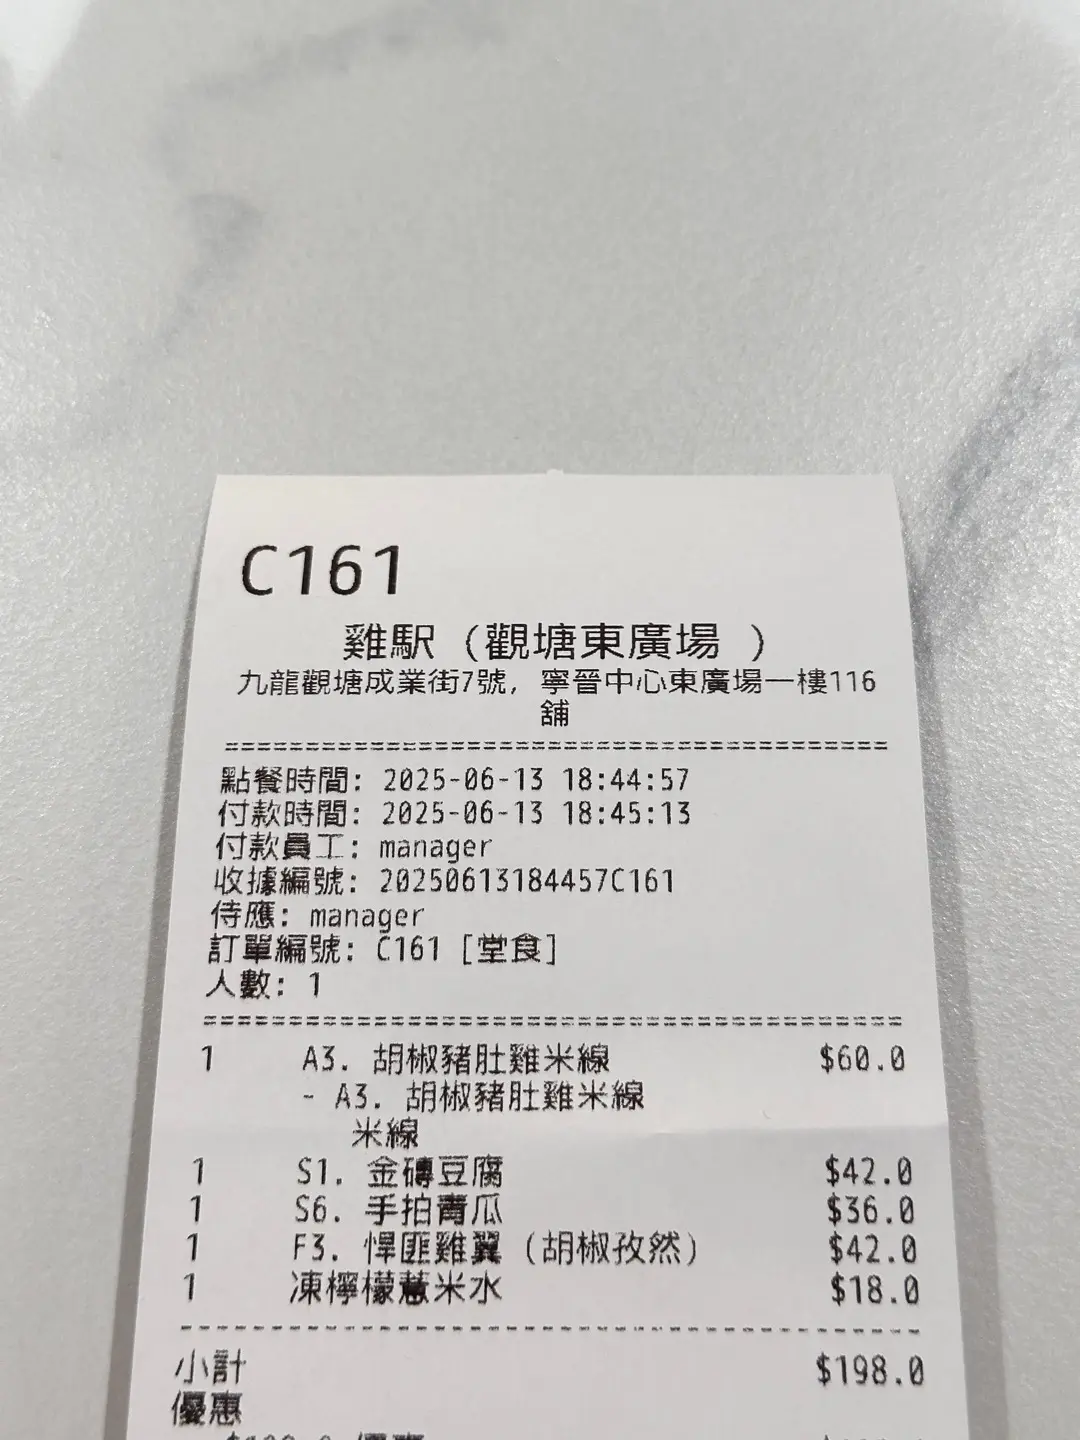 C161
雞駅（觀塘東廣場 ）
九龍觀塘成業街7號，寧晉中心東廣場一樓116
舖
========================================
點餐時間: 2025-06-13 18:44:57
付款時間: 2025-06-13 18:45:13
付款員工: manager
收據編號: 20250613184457C161
侍應: manager
訂單編號: C161 [堂食]
人數: 1
========================================
1 A3. 胡椒豬肚雞米線 $60.0
- A3. 胡椒豬肚雞米線
米線
1 S1. 金磚豆腐 $42.0
1 S6. 手拍青瓜 $36.0
1 F3. 悍匪雞翼（胡椒孜然） $42.0
1 凍檸檬薏米水 $18.0
----------------------------------------
小計 $198.0
優惠